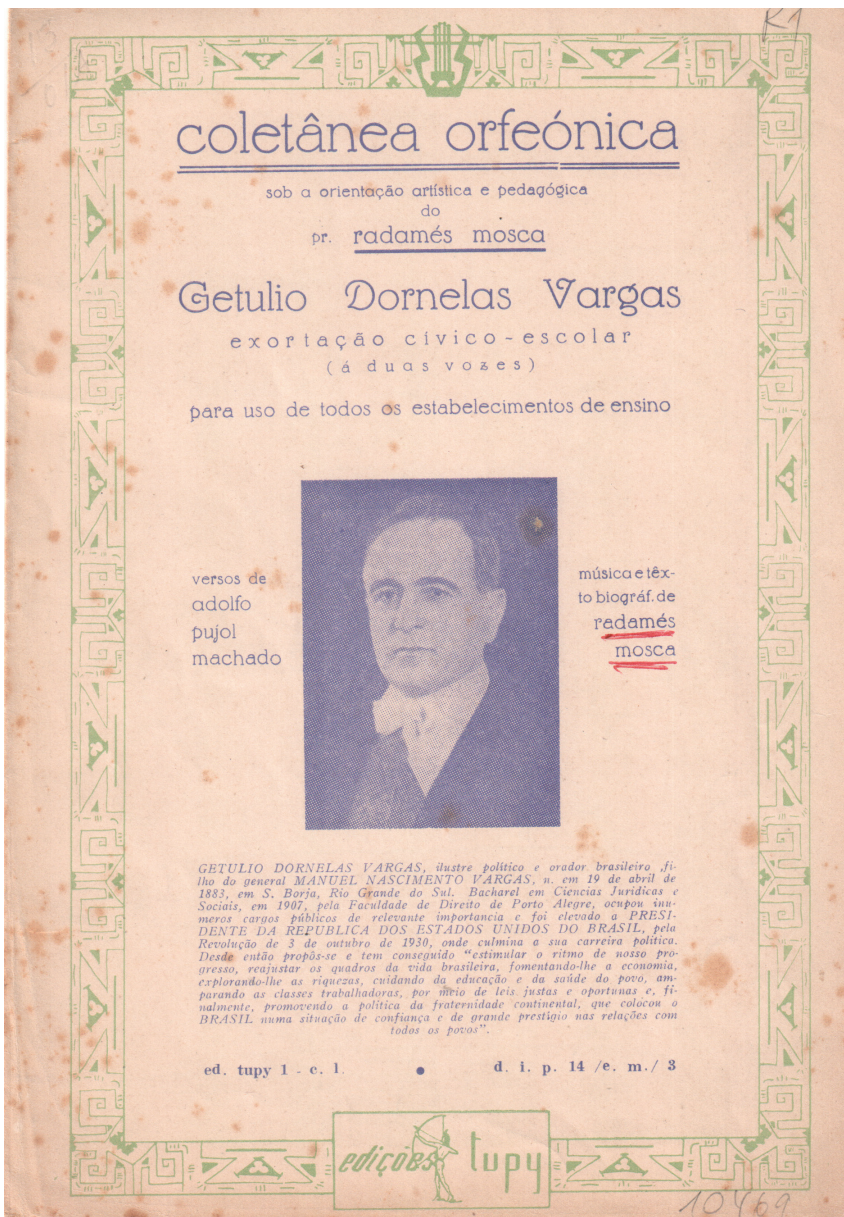 K1
coletânea orfeónica
sob a orientação artística e pedagógica
do
pr. radamés mosca
Getulio Dornelas Vargas
exortação cívico-escolar
(á duas vozes)
para uso de todos os estabelecimentos de ensino
versos de
adolfo
pujol
machado
música e têx-
to biográf. de
radamés
mosca
GETULIO DORNELAS VARGAS, ilustre político e orador brasileiro ,fi-
lho do general MANUEL NASCIMENTO VARGAS, n. em 19 de abril de
1883, em S. Borja, Rio Grande do Sul. Bacharel em Ciencias Juridicas e
Sociais, em 1907, pela Faculdade de Direito de Porto Alegre, ocupou inu-
meros cargos públicos de relevante importancia e foi elevado a PRESI-
DENTE DA REPUBLICA DOS ESTADOS UNIDOS DO BRASIL, pela
Revolução de 3 de outubro de 1930, onde culmina a sua carreira política.
Desde então propôs-se e tem conseguido "estimular o ritmo de nosso pro-
gresso, reajustar os quadros da vida brasileira, fomentando-lhe a economia,
explorando-lhe as riquezas, cuidando da educação e da saúde do povo, am-
parando as classes trabalhadoras, por meio de leis justas e oportunas e, fi-
nalmente, promovendo a política da fraternidade continental, que colocou o
BRASIL numa situação de confiança e de grande prestígio nas relações com
todos os povos".
ed. tupy 1 - c. l. • d. i. p. 14 /e. m./ 3
edições tupy
10469